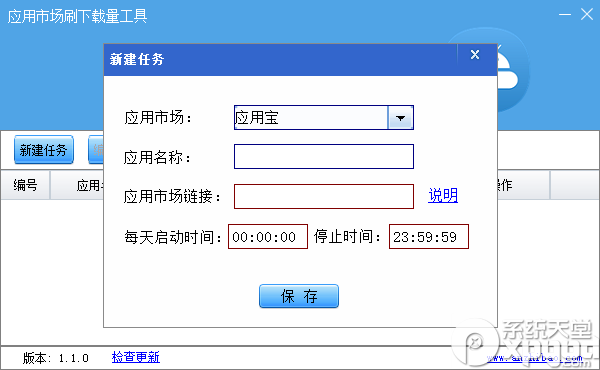 应用市场刷下载量工具
新建任务
应用市场： 应用宝
新建任务
应用名称：
编号 操作
应用市场链接： 说明
每天启动时间： 00:00:00 停止时间： 23:59:59
保 存
系统天堂
版本: 1.1.0 检查更新